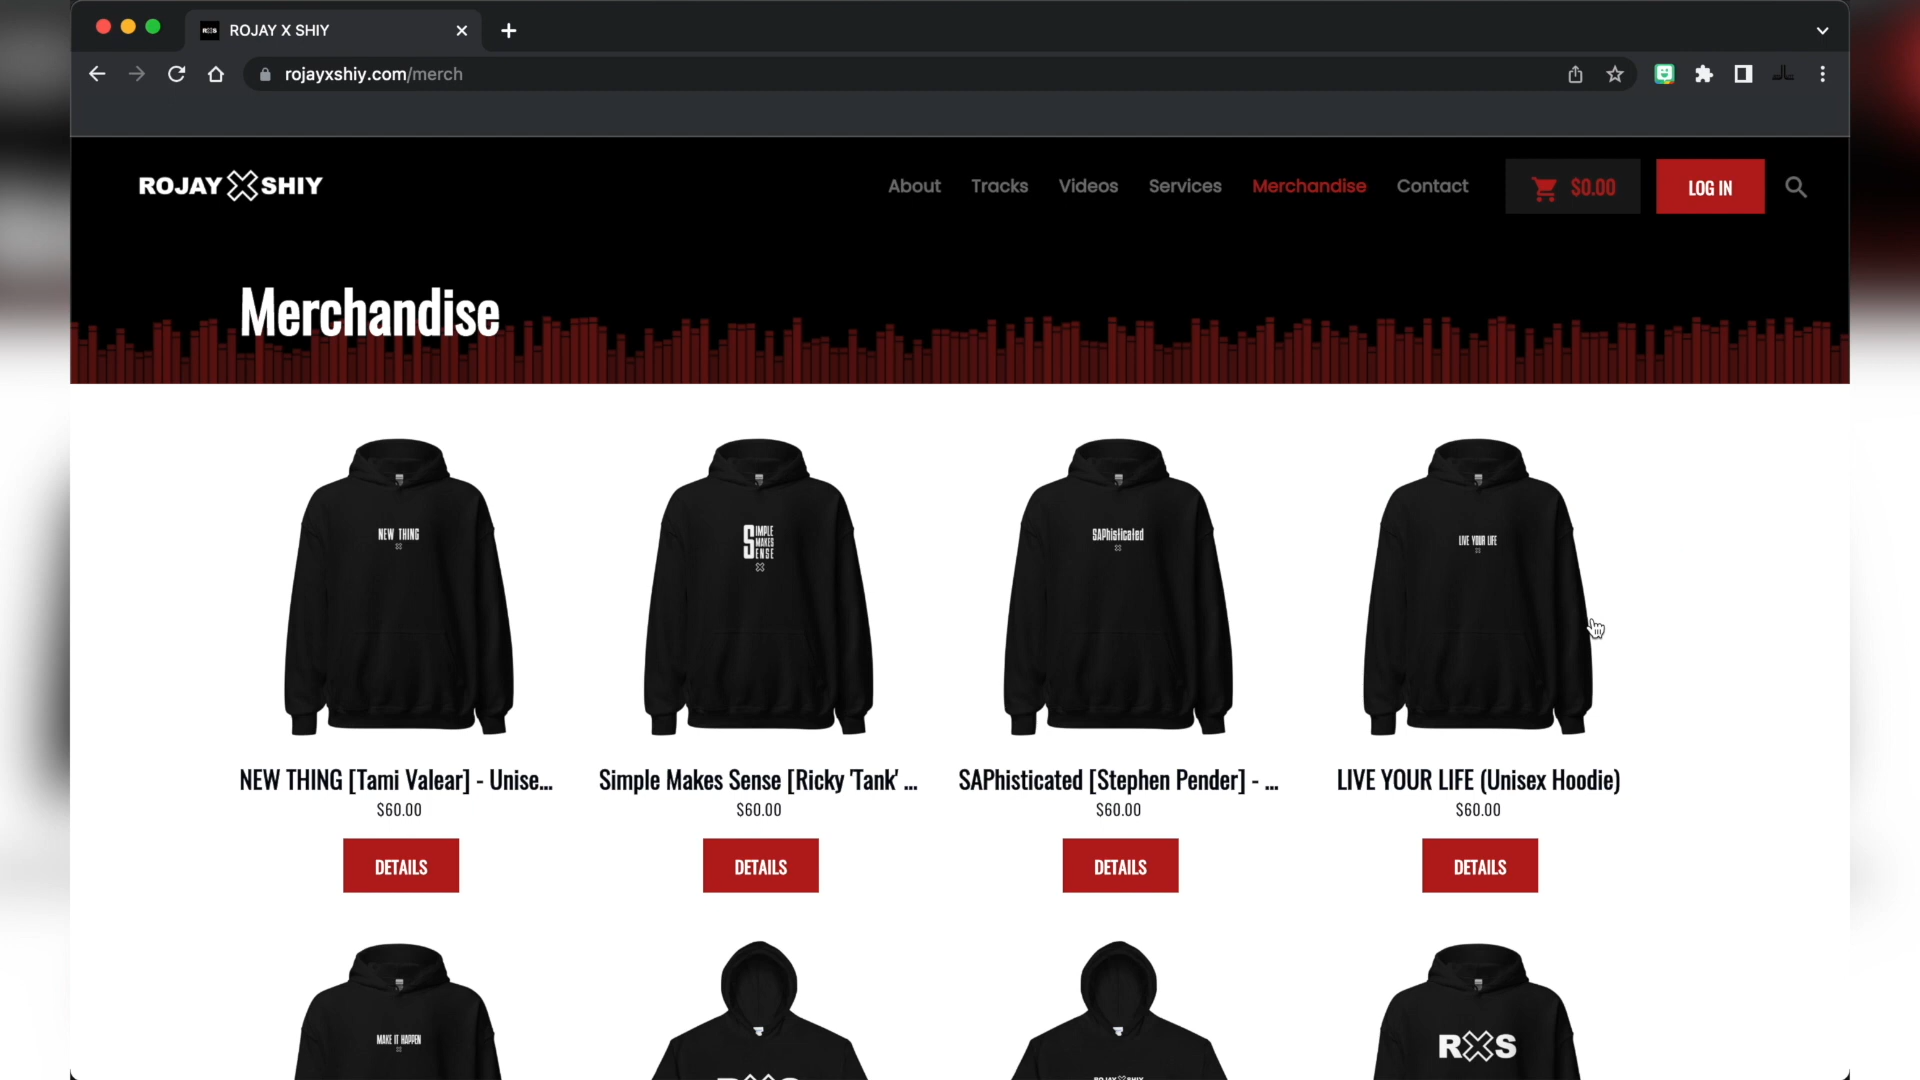 ROJAY X SHIY
rojayxshiy.com/merch
ROJAY X SHIY
About
Tracks
Videos
Services
Merchandise
Contact
$0.00
LOG IN
Merchandise
NEW THING
SIMPLE
MAKES
SENSE
SAPhisticated
LIVE YOUR LIFE
NEW THING [Tami Valear] - Unise...
$60.00
DETAILS
Simple Makes Sense [Ricky 'Tank' ...
$60.00
DETAILS
SAPhisticated [Stephen Pender] - ...
$60.00
DETAILS
LIVE YOUR LIFE (Unisex Hoodie)
$60.00
DETAILS
MAKE IT HAPPEN
RXS
ROJAY X SHIY
RXS